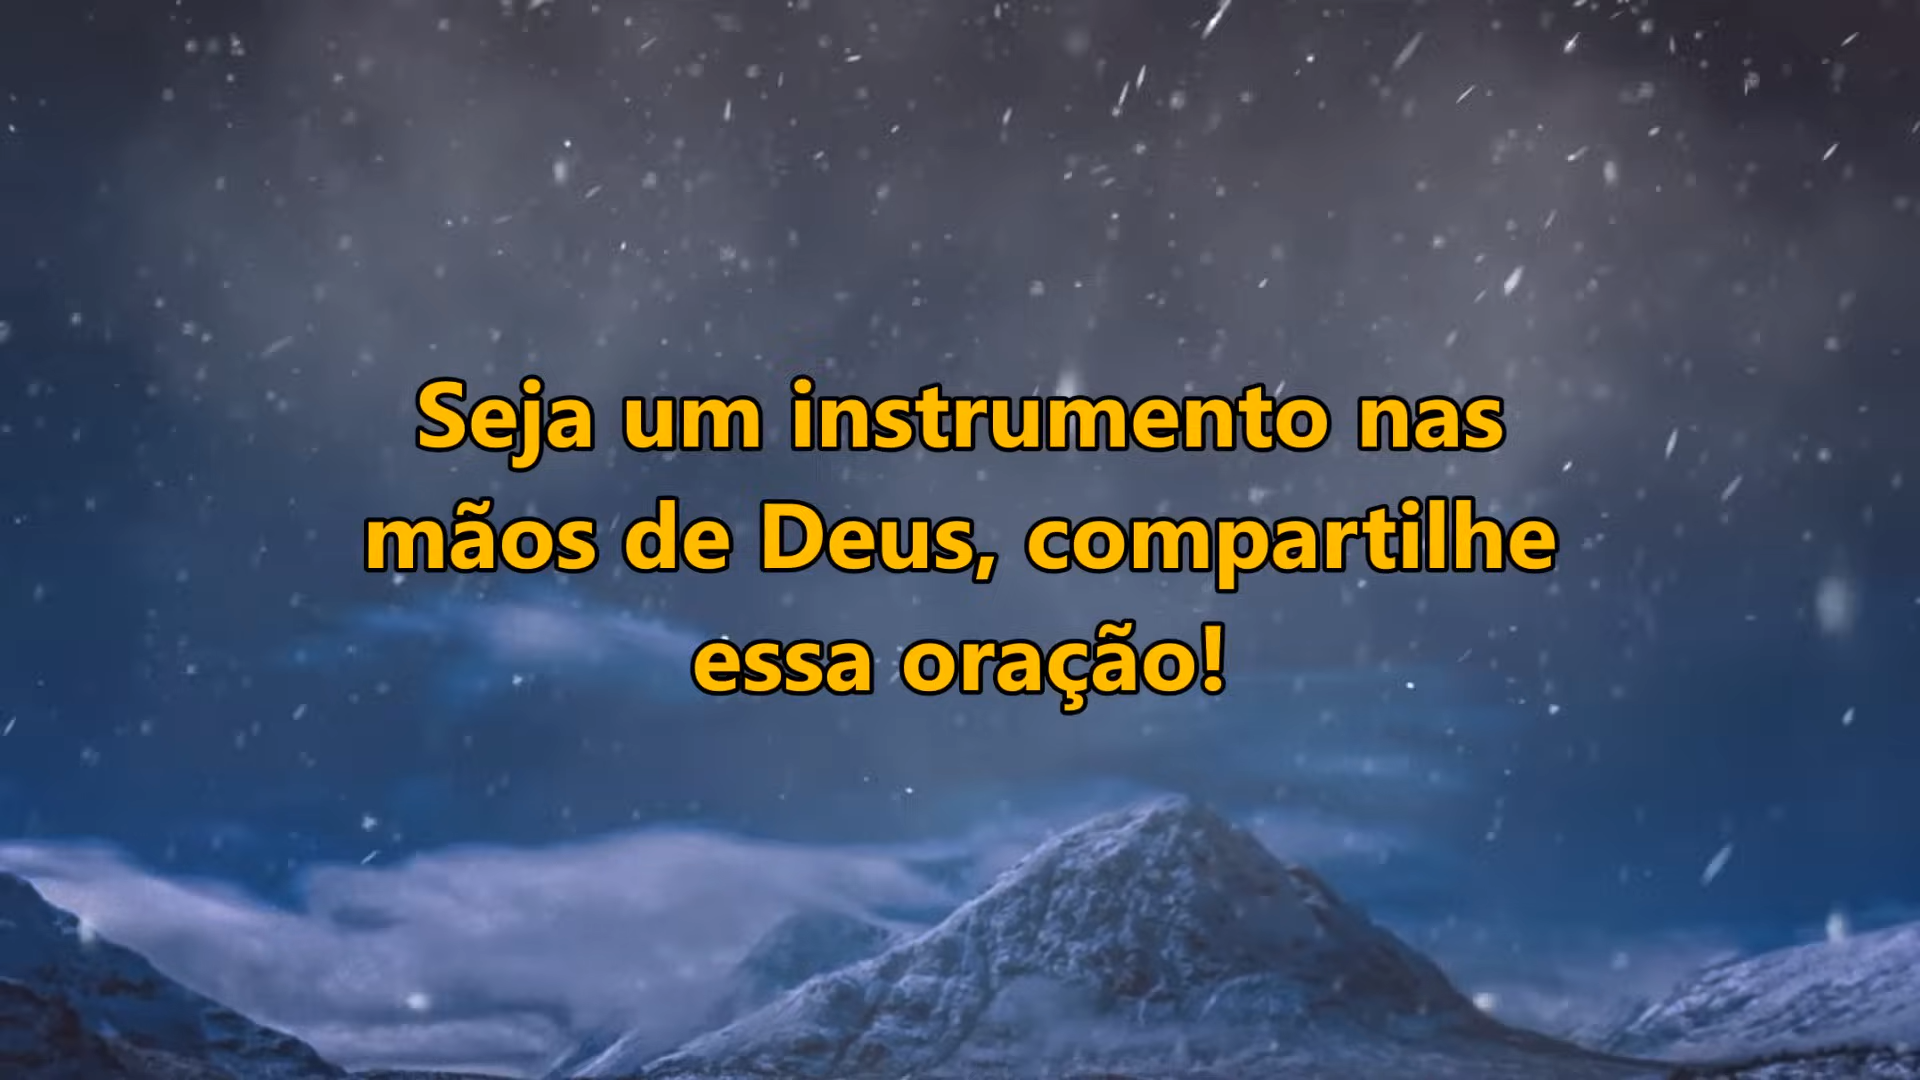 Seja um instrumento nas
mãos de Deus, compartilhe
essa oração!